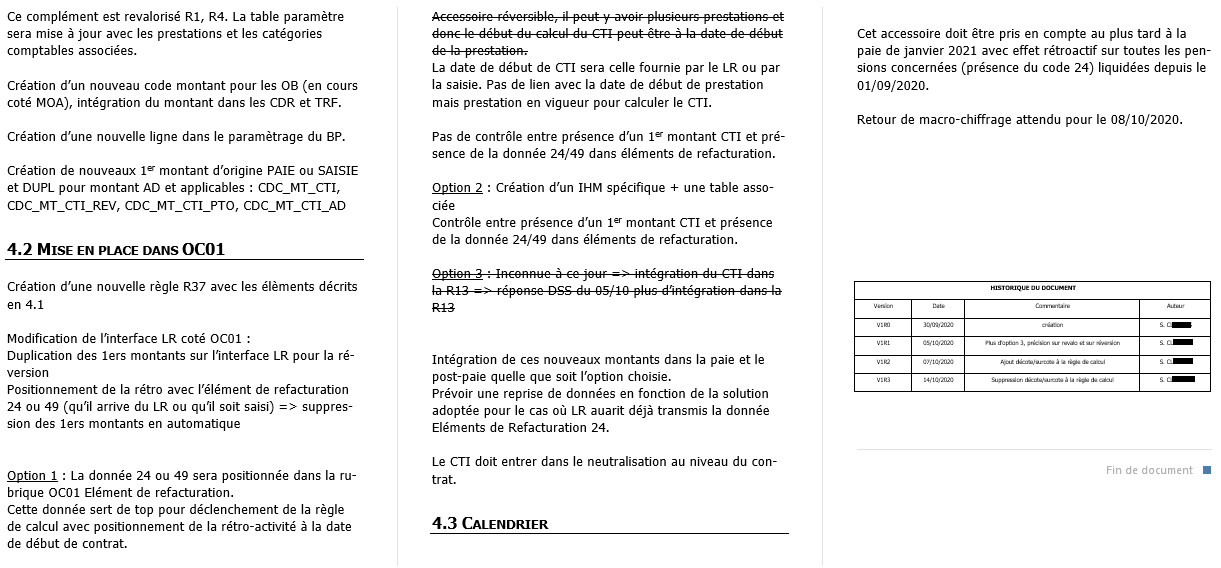 Ce complément est revalorisé R1, R4. La table paramètre
sera mise à jour avec les prestations et les catégories
comptables associées.
Création d'un nouveau code montant pour les OB (en cours
coté MOA), intégration du montant dans les CDR et TRF.
Création d'une nouvelle ligne dans le paramètrage du BP.
Création de nouveaux 1er montant d'origine PAIE ou SAISIE
et DUPL pour montant AD et applicables : CDC_MT_CTI,
CDC_MT_CTI_REV, CDC_MT_CTI_PTO, CDC_MT_CTI_AD
4.2 MISE EN PLACE DANS OC01
Création d'une nouvelle règle R37 avec les élèments décrits
en 4.1
Modification de l'interface LR coté OC01 :
Duplication des 1ers montants sur l'interface LR pour la ré-
version
Positionnement de la rétro avec l'élément de refacturation
24 ou 49 (qu'il arrive du LR ou qu'il soit saisi) => suppres-
sion des 1ers montants en automatique
Option 1 : La donnée 24 ou 49 sera positionnée dans la ru-
brique OC01 Elément de refacturation.
Cette donnée sert de top pour déclenchement de la règle
de calcul avec positionnement de la rétro-activité à la date
de début de contrat.
Accessoire réversible, il peut y avoir plusieurs prestations et
donc le début du calcul du CTI peut être à la date de début
de la prestation.
La date de début de CTI sera celle fournie par le LR ou par
la saisie. Pas de lien avec la date de début de prestation
mais prestation en vigueur pour calculer le CTI.
Pas de contrôle entre présence d'un 1er montant CTI et pré-
sence de la donnée 24/49 dans éléments de refacturation.
Option 2 : Création d'un IHM spécifique + une table asso-
ciée
Contrôle entre présence d'un 1er montant CTI et présence
de la donnée 24/49 dans éléments de refacturation.
Option 3 : Inconnue à ce jour => intégration du CTI dans
la R13 => réponse DSS du 05/10 plus d'intégration dans la
R13
Intégration de ces nouveaux montants dans la paie et le
post-paie quelle que soit l'option choisie.
Prévoir une reprise de données en fonction de la solution
adoptée pour le cas où LR auarit déjà transmis la donnée
Eléments de Refacturation 24.
Le CTI doit entrer dans le neutralisation au niveau du con-
trat.
4.3 CALENDRIER
Cet accessoire doit être pris en compte au plus tard à la
paie de janvier 2021 avec effet rétroactif sur toutes les pen-
sions concernées (présence du code 24) liquidées depuis le
01/09/2020.
Retour de macro-chiffrage attendu pour le 08/10/2020.
HISTORIQUE DU DOCUMENT
Version Date Commentaire Auteur
V1R0 30/09/2020 création S.
V1R1 05/10/2020 Plus d'option 3, précision sur revalo et sur réversion S.
V1R2 07/10/2020 Ajout décote/surcote à la règle de calcul S.
V1R3 14/10/2020 Suppression décote/surcote à la règle de calcul S.
Fin de document